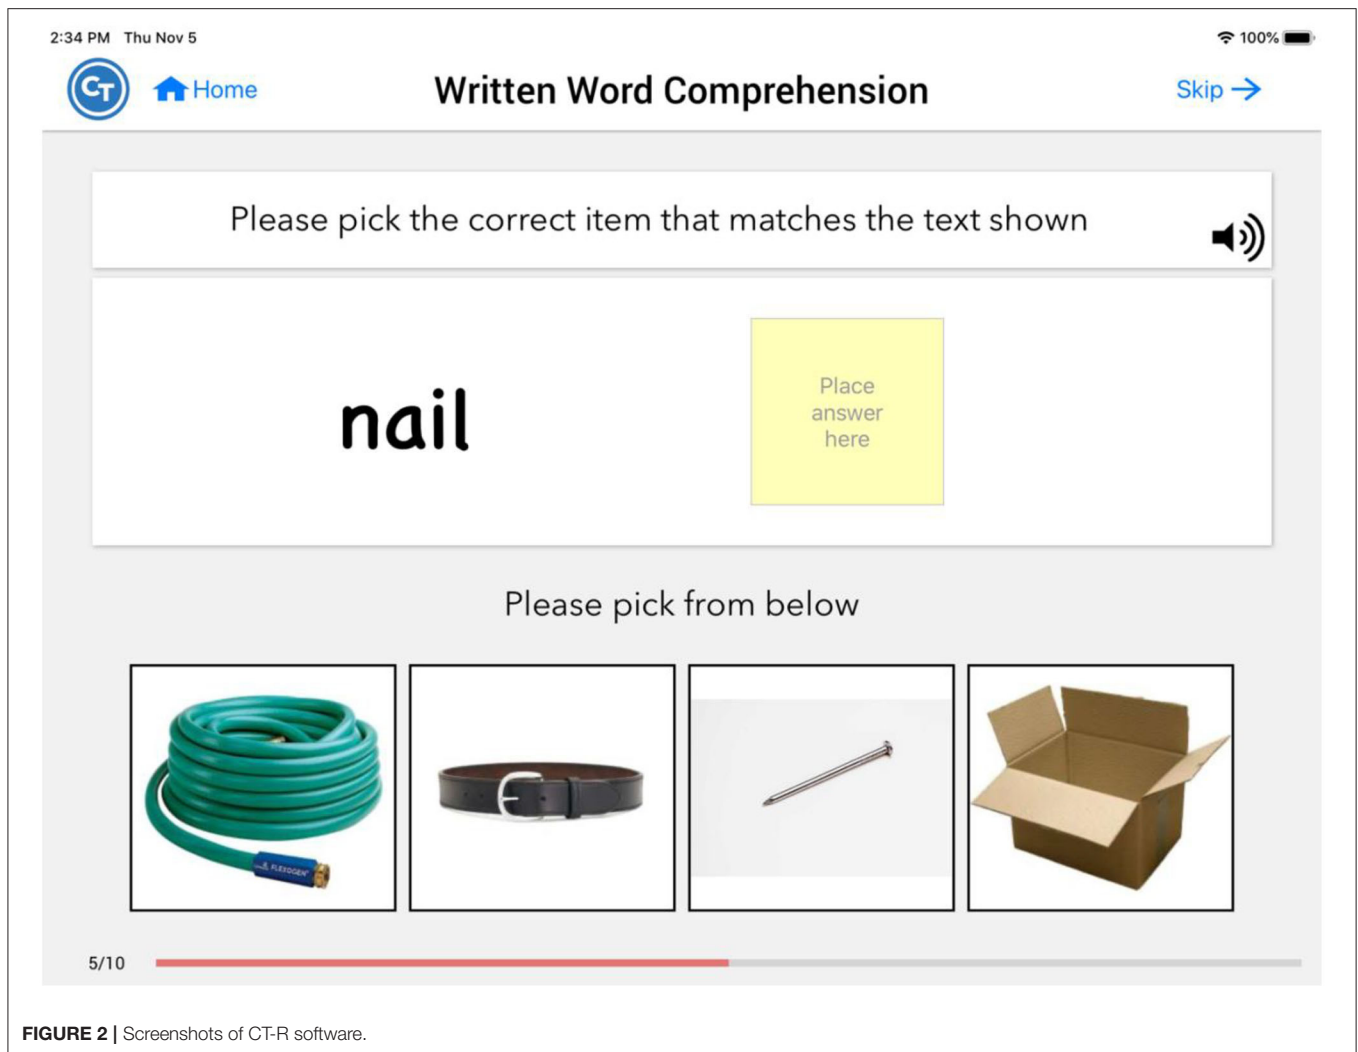 2:34 PM Thu Nov 5
100%
CT
Home
Written Word Comprehension
Skip
Please pick the correct item that matches the text shown
nail
Place
answer
here
Please pick from below
FLEXOGEN
5/10
FIGURE 2 | Screenshots of CT-R software.